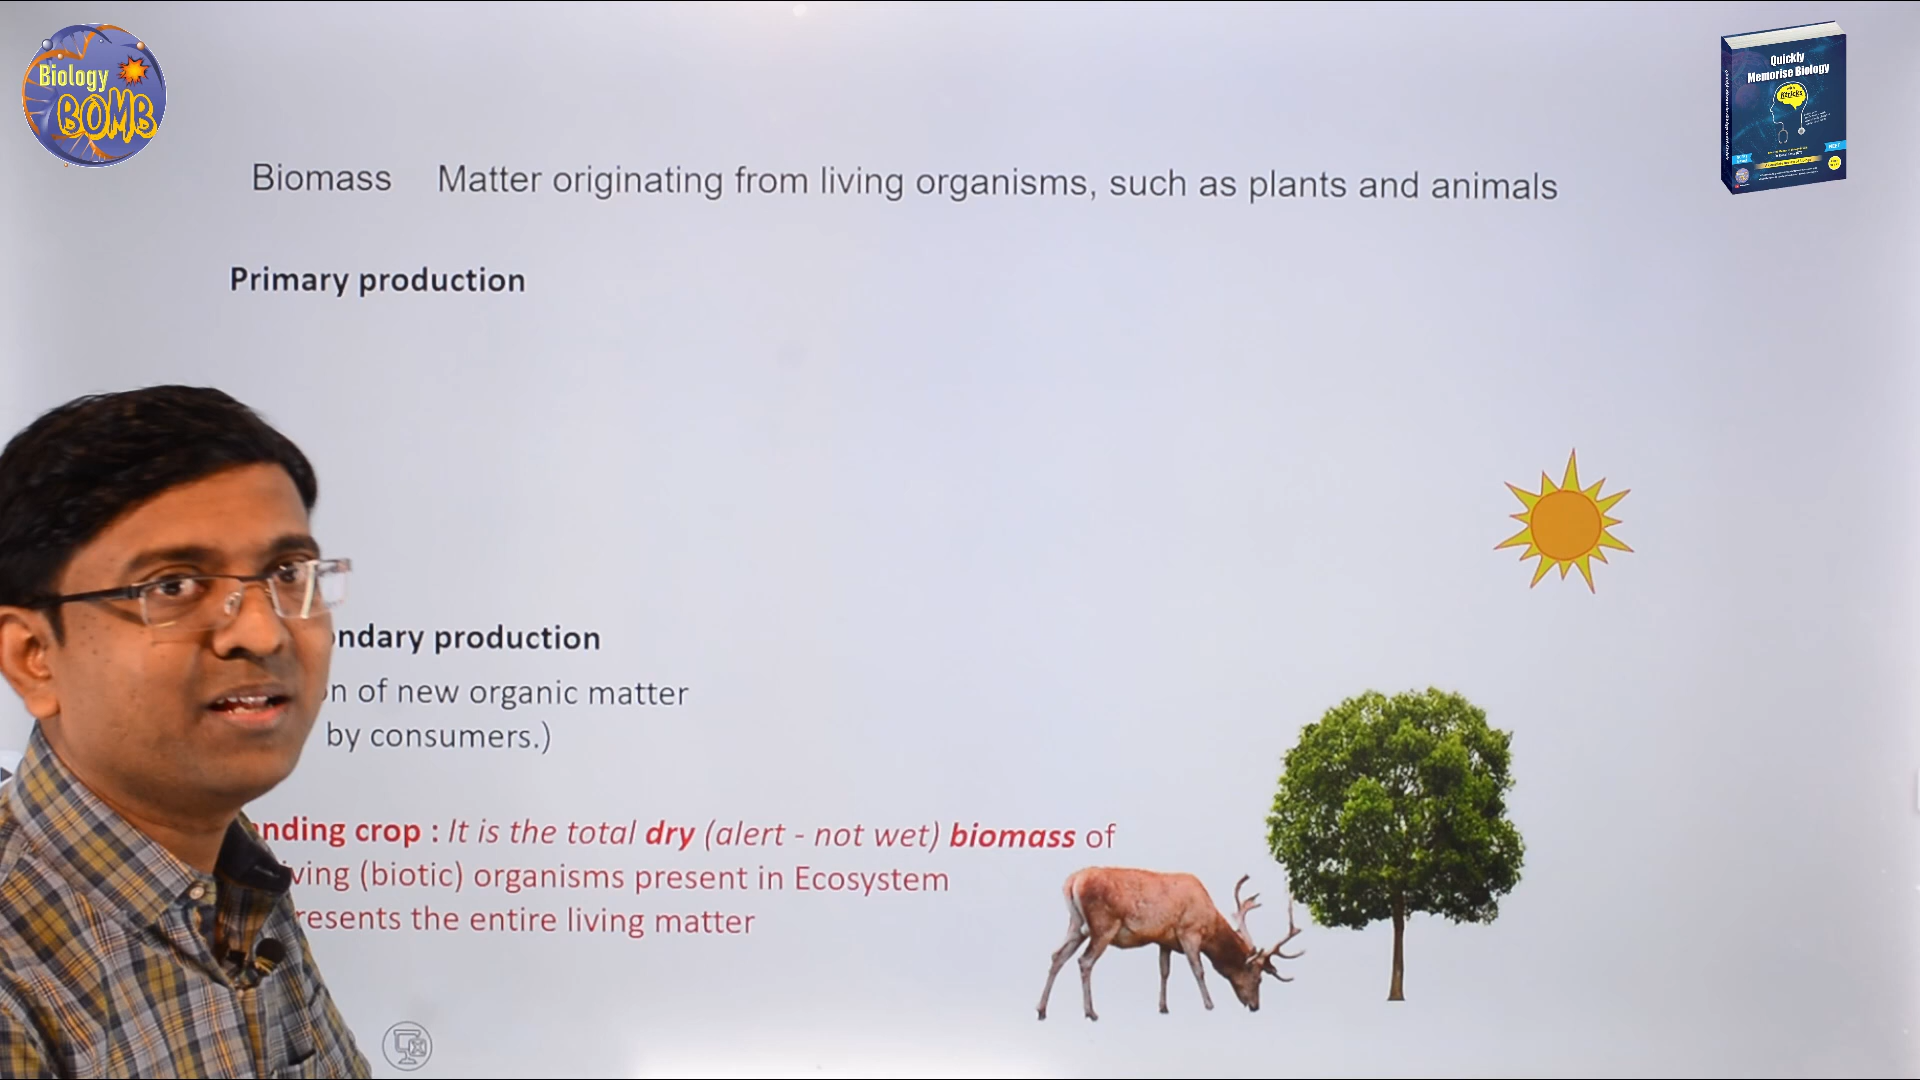 Biology
BOMB
Quickly
Memorise Biology
Biomass Matter originating from living organisms, such as plants and animals
Primary production
ndary production
n of new organic matter
by consumers.)
nding crop : It is the total dry (alert - not wet) biomass of
ving (biotic) organisms present in Ecosystem
resents the entire living matter